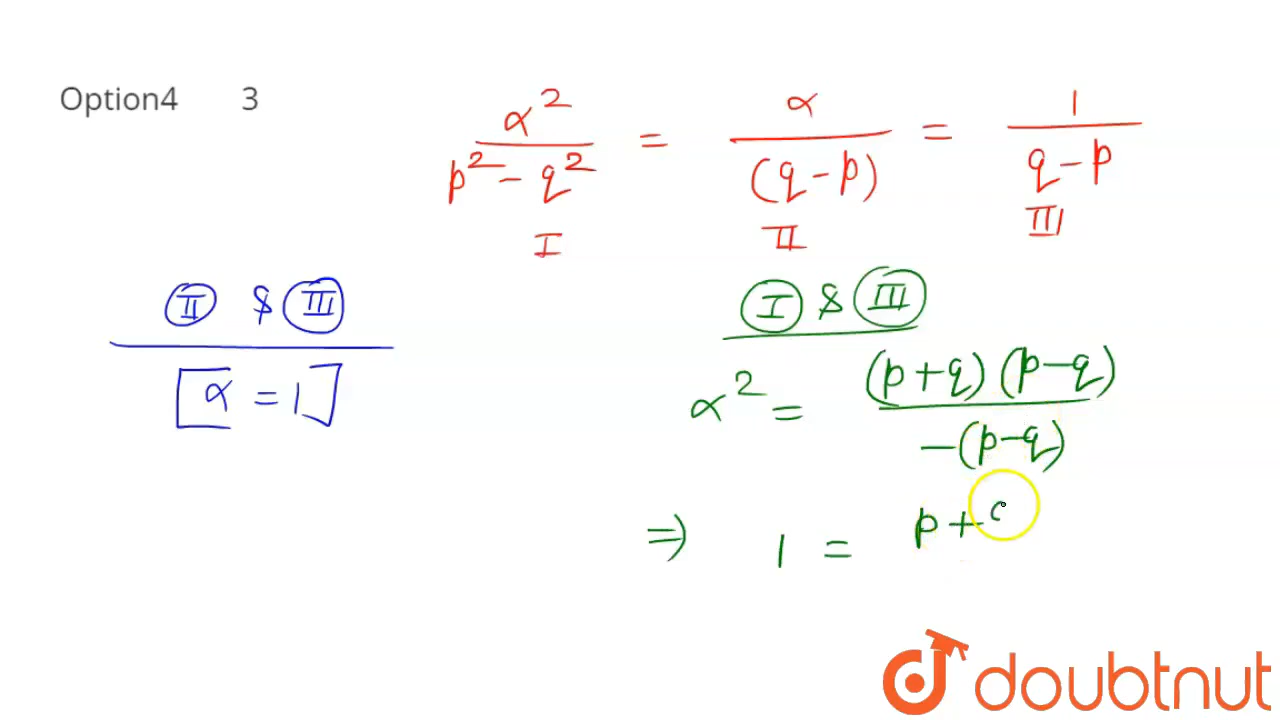 Option4 3
α² / (p² − q²) = α / (q − p) = 1 / (q − p)
I II III
II & III
[α = 1]
I & III
α² = (p + q) (p − q) / −(p − q)
⇒ 1 = p +
doubtnut